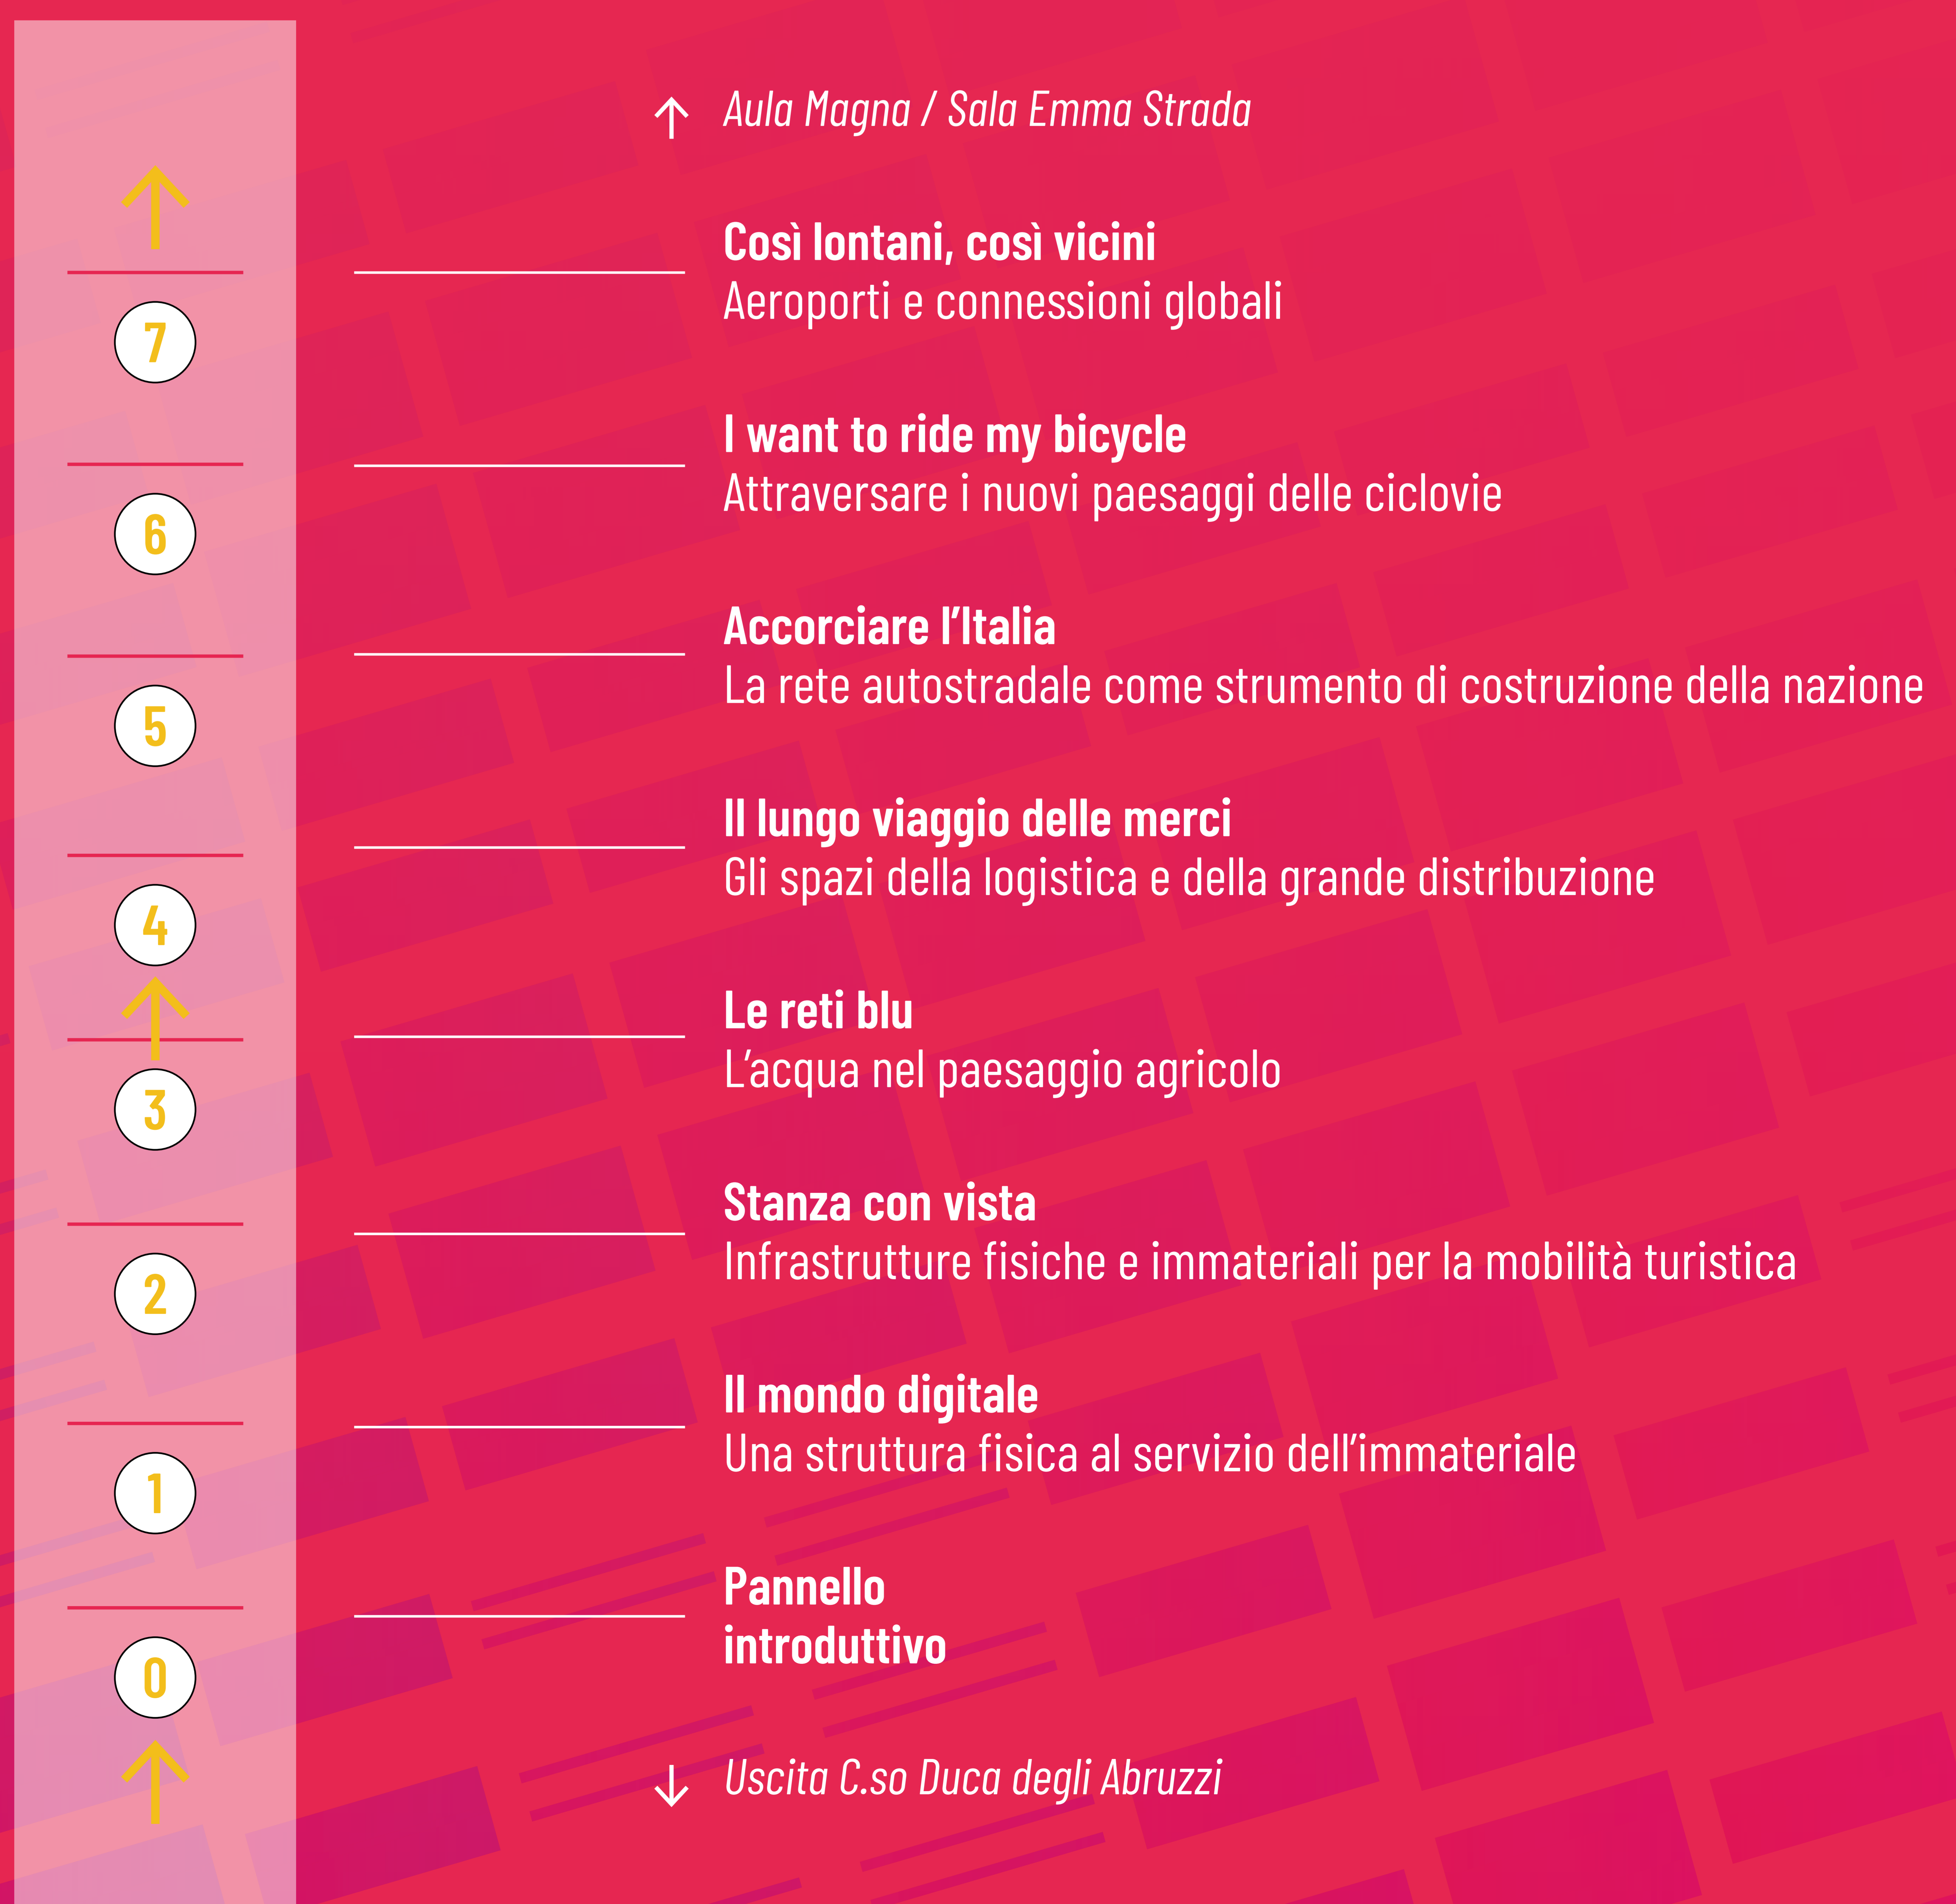 ↑ Aula Magna / Sala Emma Strada
7
Così lontani, così vicini
Aeroporti e connessioni globali
6
I want to ride my bicycle
Attraversare i nuovi paesaggi delle ciclovie
5
Accorciare l’Italia
La rete autostradale come strumento di costruzione della nazione
4
Il lungo viaggio delle merci
Gli spazi della logistica e della grande distribuzione
3
Le reti blu
L’acqua nel paesaggio agricolo
2
Stanza con vista
Infrastrutture fisiche e immateriali per la mobilità turistica
1
Il mondo digitale
Una struttura fisica al servizio dell’immateriale
0
Pannello
introduttivo
↓ Uscita C.so Duca degli Abruzzi